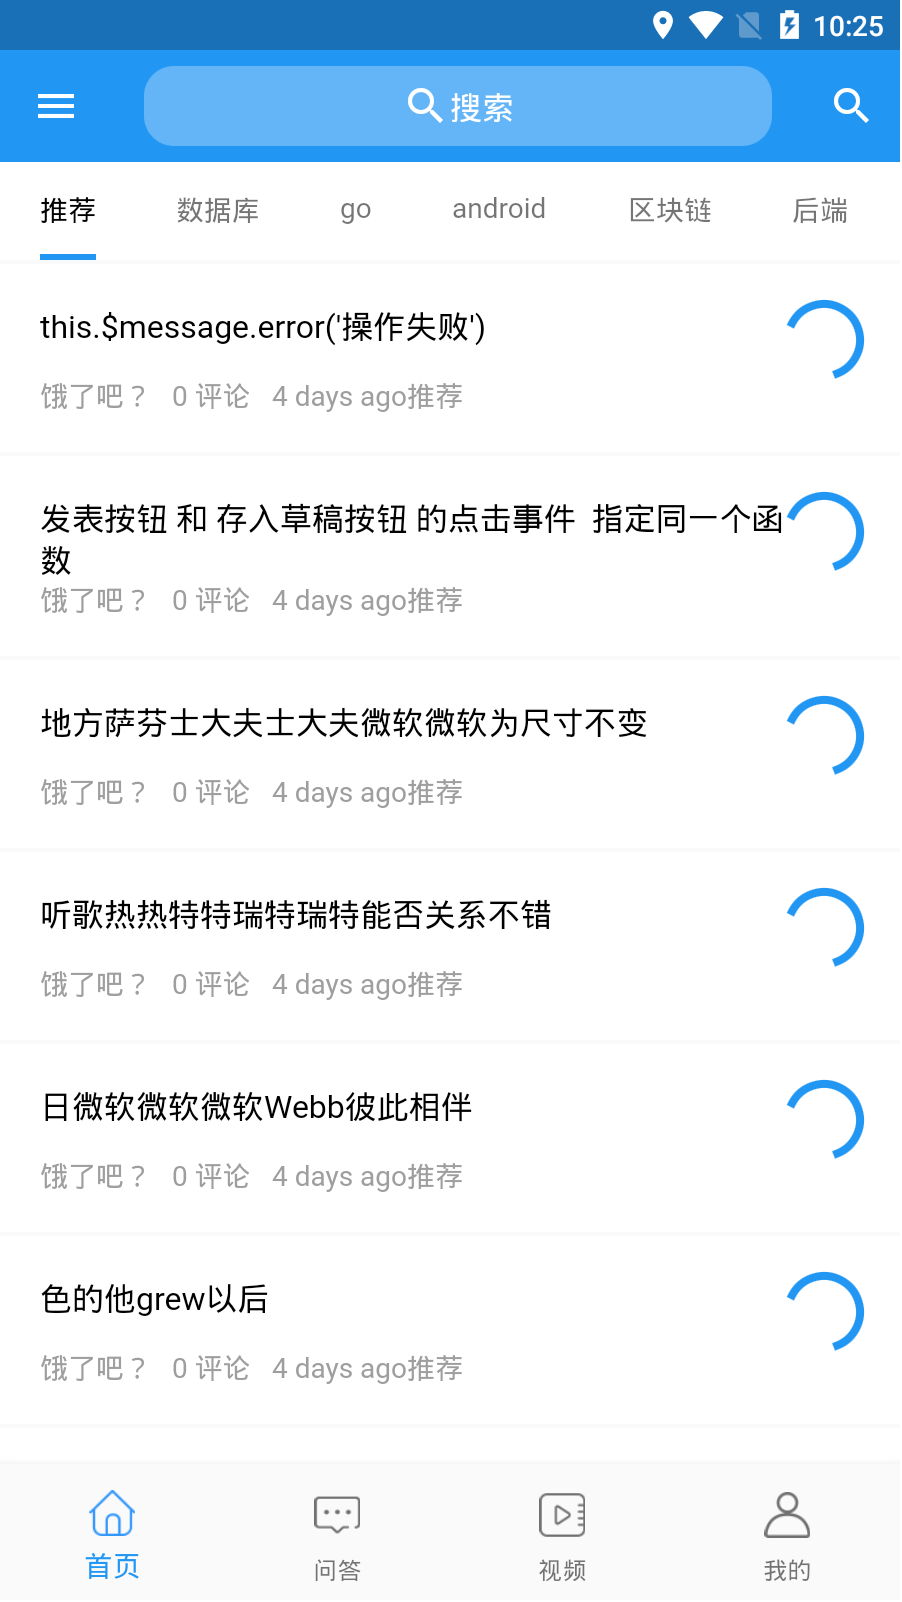 10:25
搜索
推荐 数据库 go android 区块链 后端
this.$message.error('操作失败')
饿了吧？ 0 评论 4 days ago推荐
发表按钮 和 存入草稿按钮 的点击事件 指定同一个函
数
饿了吧？ 0 评论 4 days ago推荐
地方萨芬士大夫士大夫微软微软为尺寸不变
饿了吧？ 0 评论 4 days ago推荐
听歌热热特特瑞特瑞特能否关系不错
饿了吧？ 0 评论 4 days ago推荐
日微软微软微软Webb彼此相伴
饿了吧？ 0 评论 4 days ago推荐
色的他grew以后
饿了吧？ 0 评论 4 days ago推荐
首页 问答 视频 我的